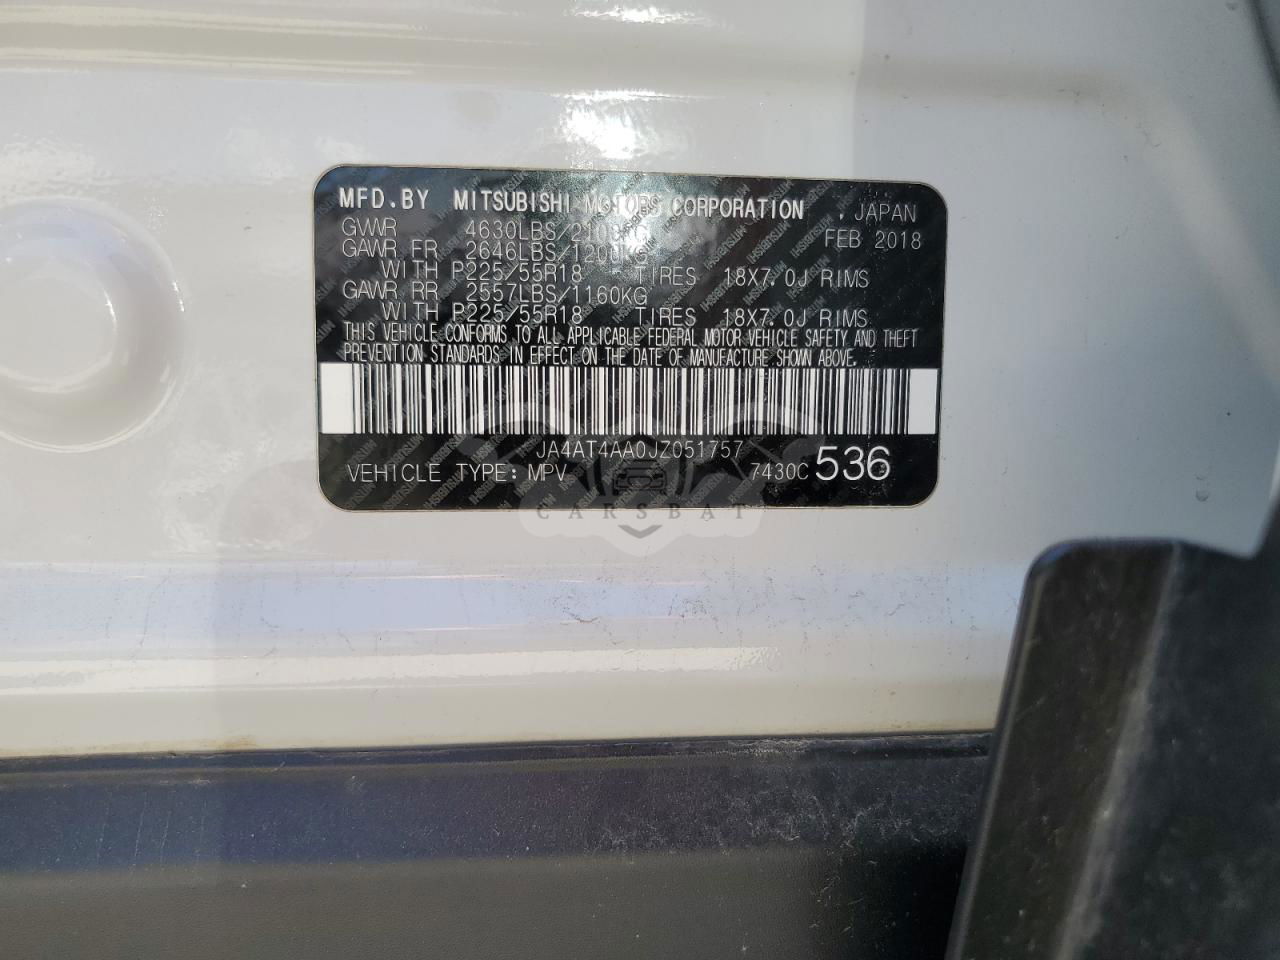 MFD.BY MITSUBISHI MOTORS CORPORATION . JAPAN
GVWR 4630LBS/2100KG FEB 2018
GAWR FR 2646LBS/1200KG
WITH P225/55R18 TIRES 18X7.0J RIMS
GAWR RR 2557LBS/1160KG
WITH P225/55R18 TIRES 18X7.0J RIMS
THIS VEHICLE CONFORMS TO ALL APPLICABLE FEDERAL MOTOR VEHICLE SAFETY AND THEFT
PREVENTION STANDARDS IN EFFECT ON THE DATE OF MANUFACTURE SHOWN ABOVE.
JA4AT4AA0JZ051757
VEHICLE TYPE: MPV 7430C 536
CARSBAT